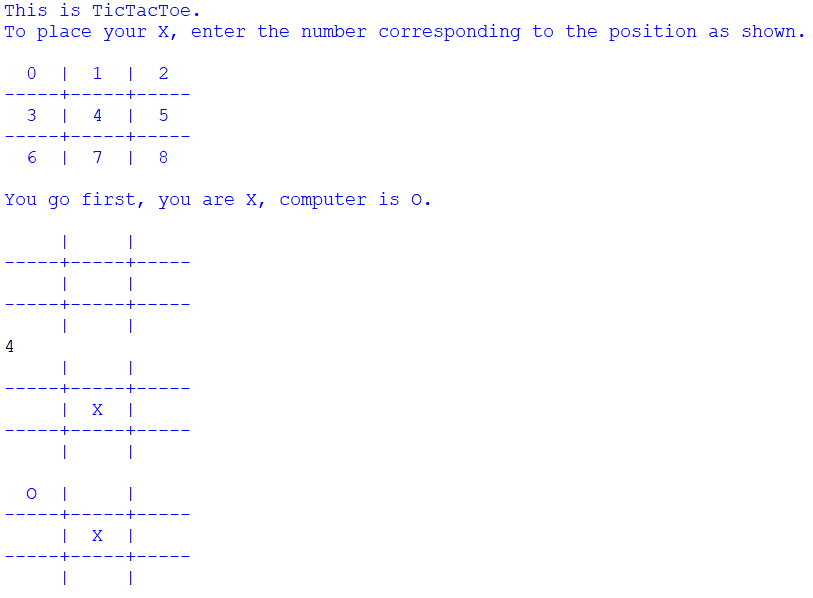 This is TicTacToe.
To place your X, enter the number corresponding to the position as shown.
  0  |  1  |  2
-----+-----+-----
  3  |  4  |  5
-----+-----+-----
  6  |  7  |  8
You go first, you are X, computer is O.
     |     |
-----+-----+-----
     |     |
-----+-----+-----
     |     |
4
     |     |
-----+-----+-----
     |  X  |
-----+-----+-----
     |     |
  O  |     |
-----+-----+-----
     |  X  |
-----+-----+-----
     |     |